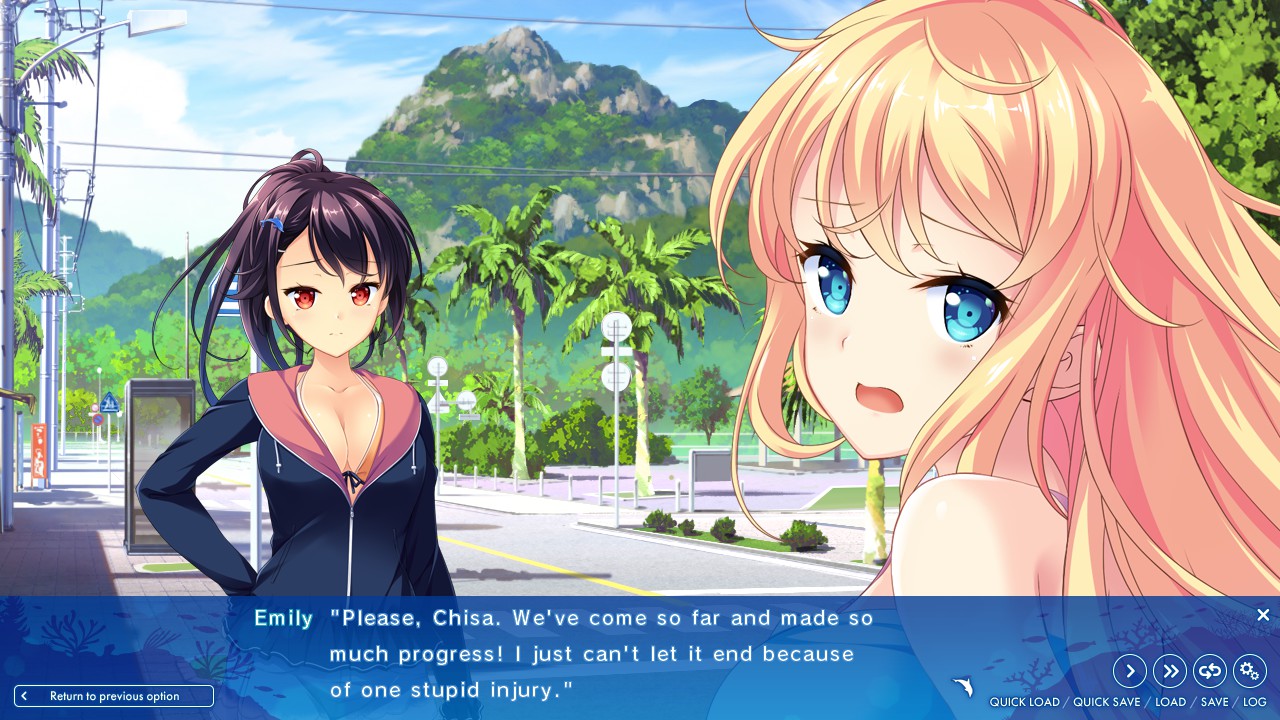 Emily "Please, Chisa. We've come so far and made so
much progress! I just can't let it end because
of one stupid injury."
Return to previous option
QUICK LOAD / QUICK SAVE / LOAD / SAVE / LOG